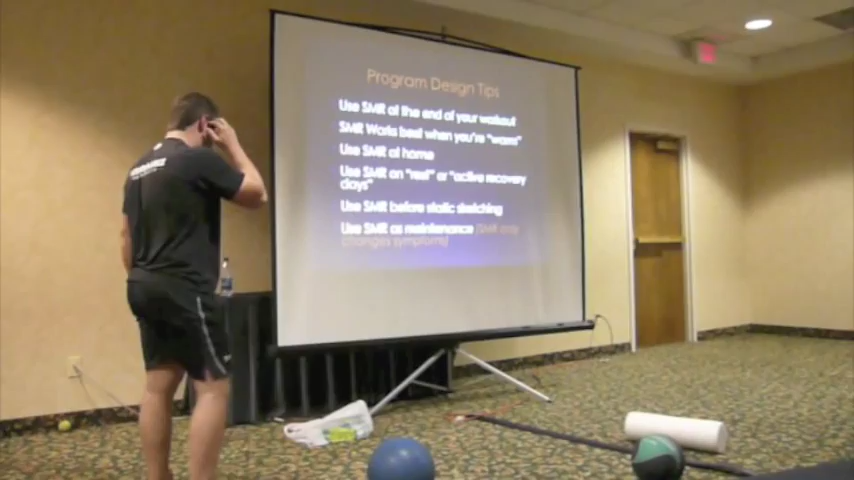 Program Design Tips
Use SMR at the end of your workout
SMR Works best when you're "warm"
Use SMR at home
Use SMR on "rest" or "active recovery
days"
Use SMR before static stretching
Use SMR as maintenance (SMR only
changes symptoms)